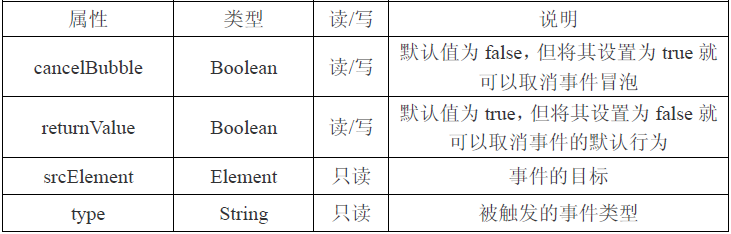 属性 类型 读/写 说明
cancelBubble Boolean 读/写 默认值为 false，但将其设置为 true 就
可以取消事件冒泡
returnValue Boolean 读/写 默认值为 true，但将其设置为 false 就
可以取消事件的默认行为
srcElement Element 只读 事件的目标
type String 只读 被触发的事件类型